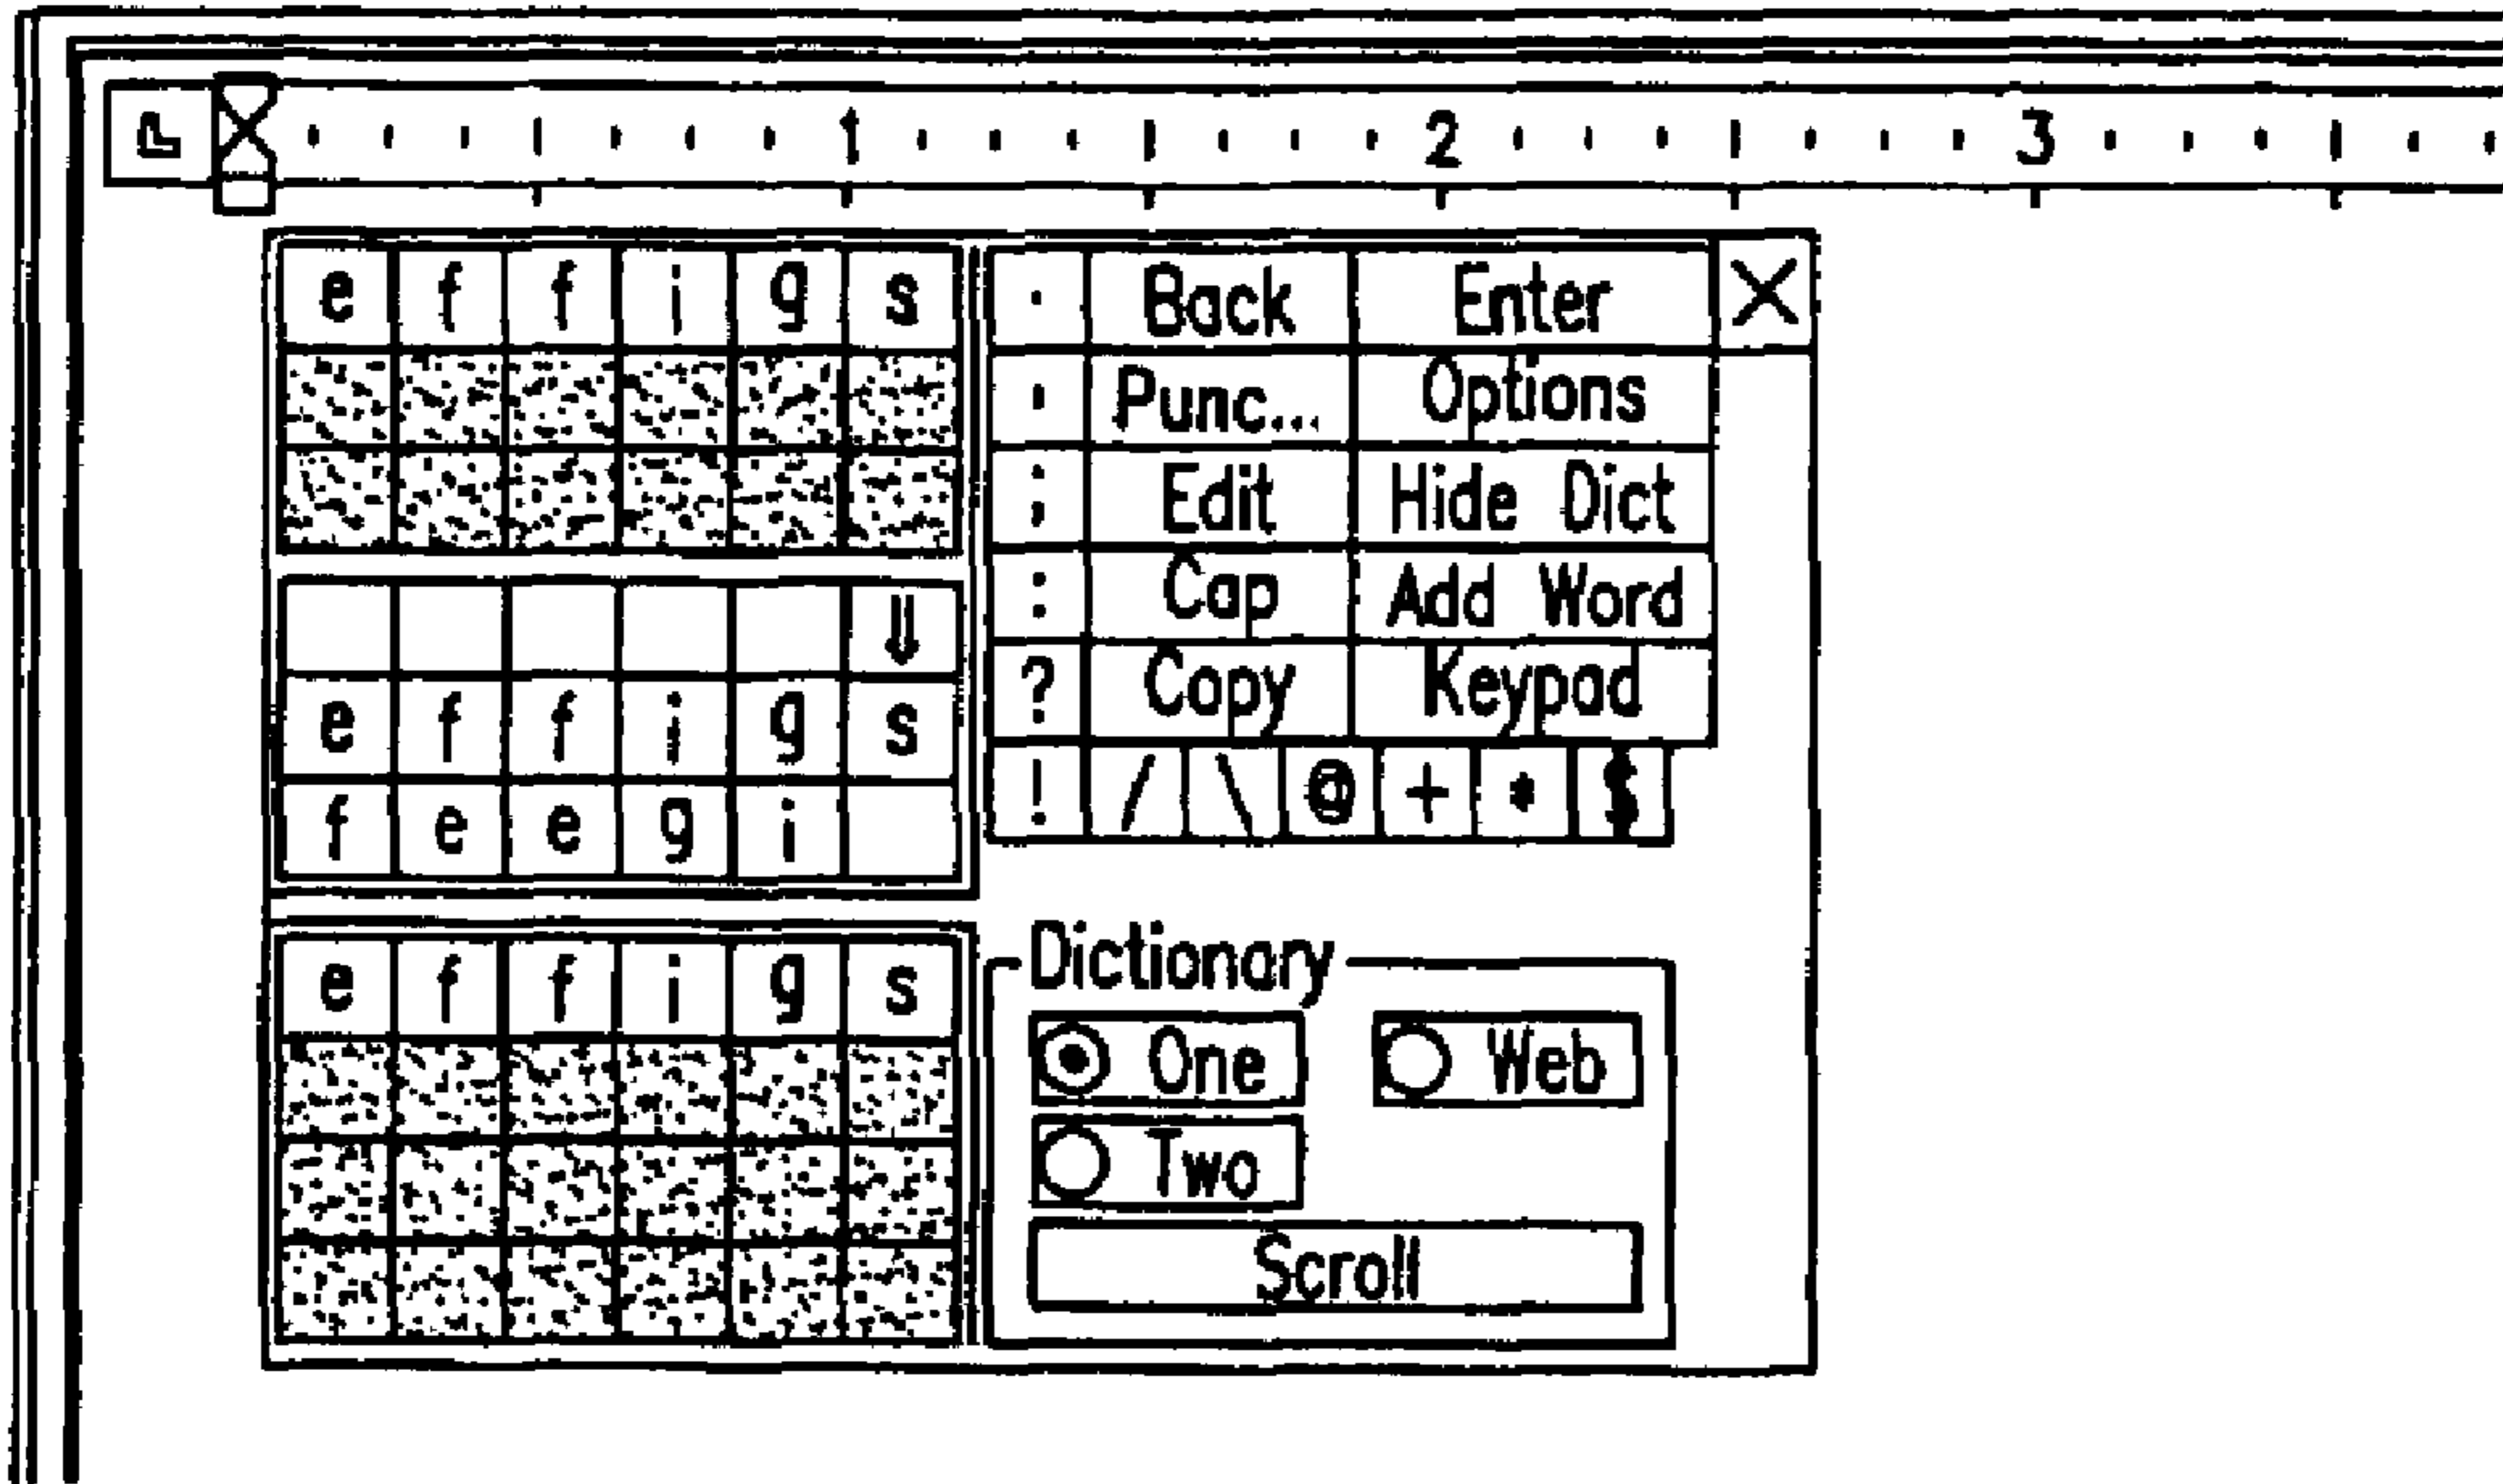 1 2 3
e f f i g s
. Back Enter X
Punc... Options
; Edit Hide Dict
: Cap Add Word
⇓
? Copy Keypad
e f f i g s
! / \ @ + * $
f e e g i
Dictionary
e f f i g s
One Web
Two
Scroll